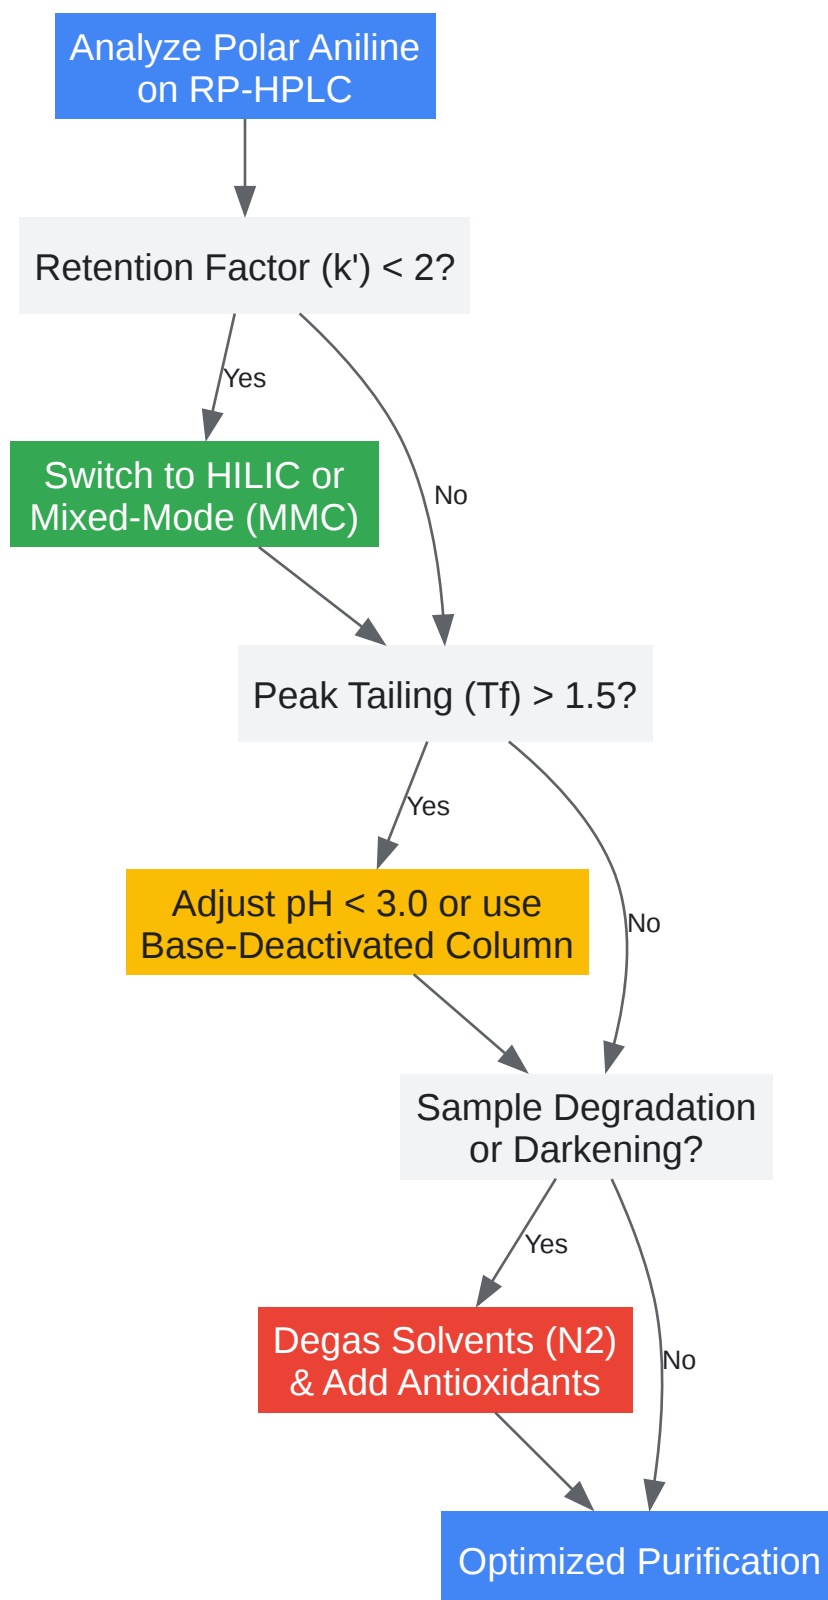 Analyze Polar Aniline
on RP-HPLC
Retention Factor (k') < 2?
Yes
Switch to HILIC or
Mixed-Mode (MMC)
No
Peak Tailing (Tf) > 1.5?
Yes
Adjust pH < 3.0 or use
Base-Deactivated Column
No
Sample Degradation
or Darkening?
Yes
Degas Solvents (N2)
& Add Antioxidants
No
Optimized Purification